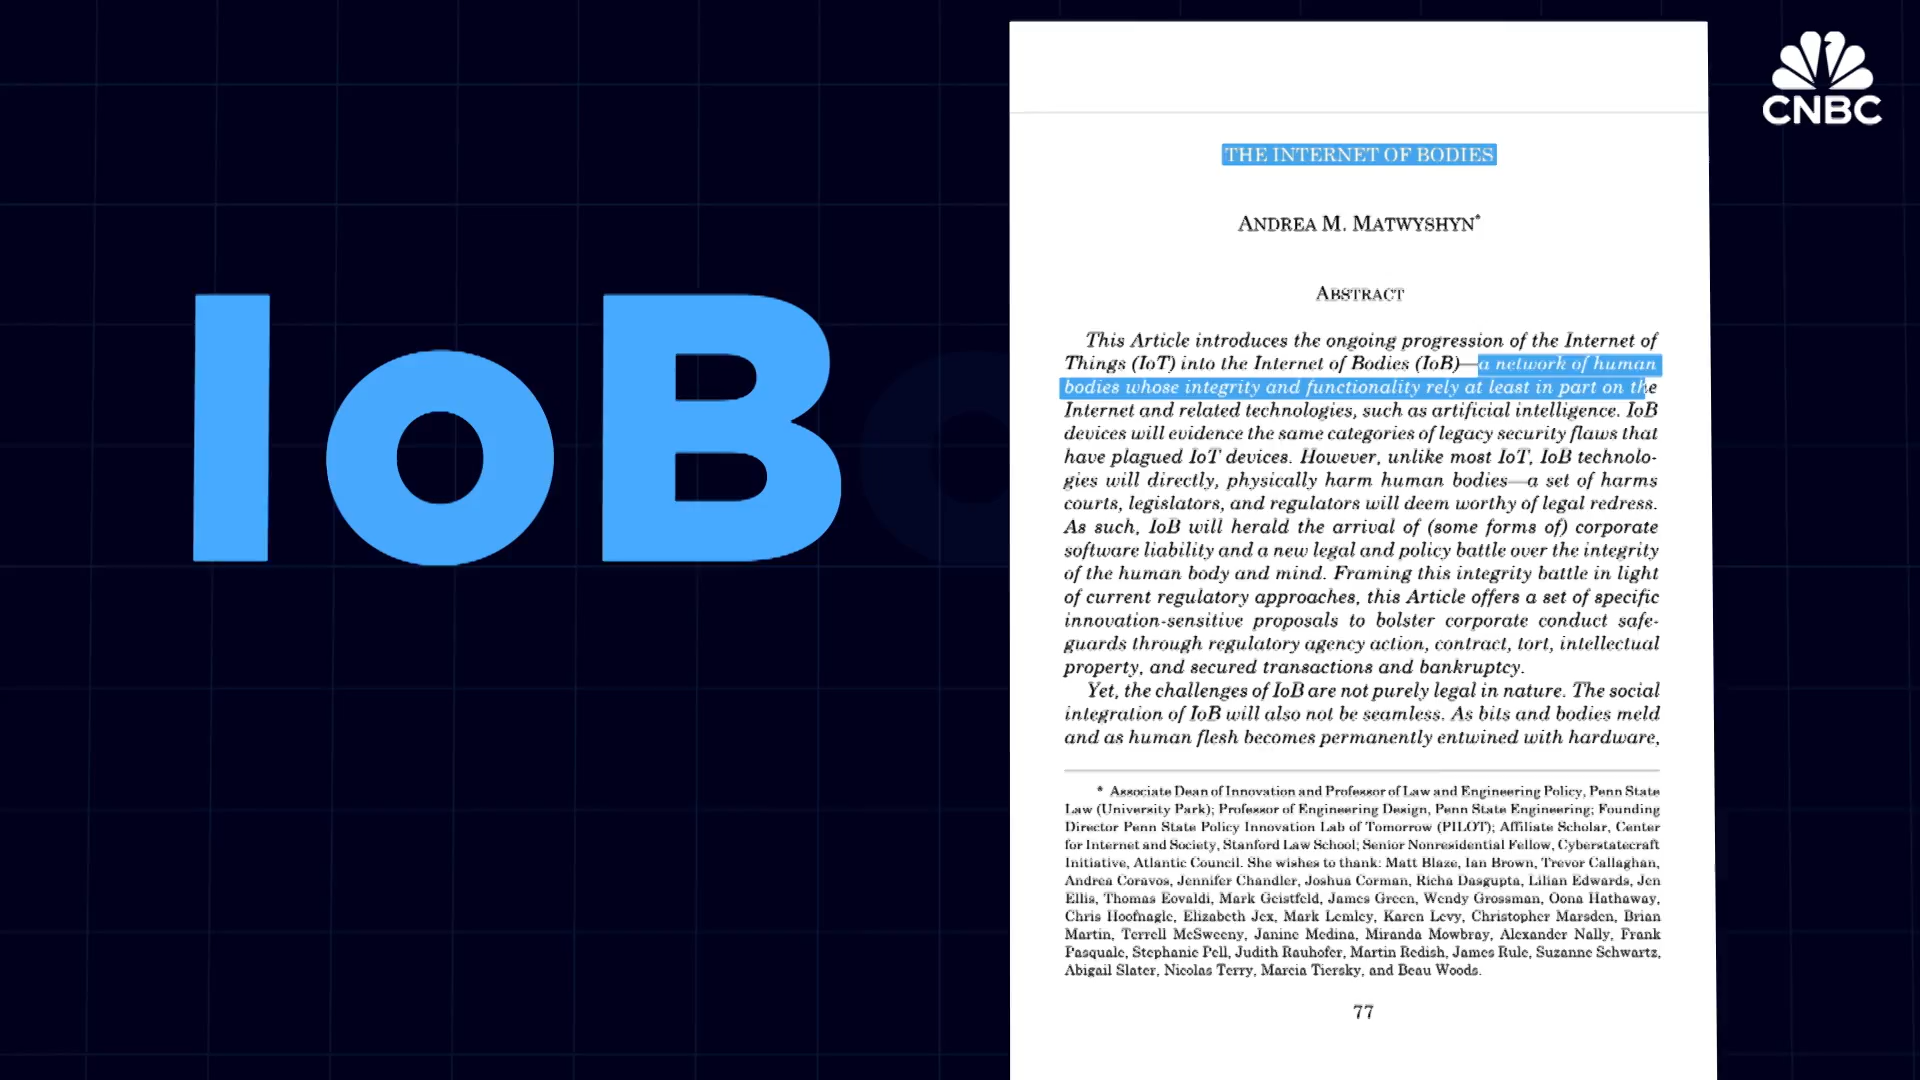 IoB
CNBC
THE INTERNET OF BODIES
ANDREA M. MATWYSHYN*
ABSTRACT
This Article introduces the ongoing progression of the Internet of
Things (IoT) into the Internet of Bodies (IoB)—a network of human
bodies whose integrity and functionality rely at least in part on the
Internet and related technologies, such as artificial intelligence. IoB
devices will evidence the same categories of legacy security flaws that
have plagued IoT devices. However, unlike most IoT, IoB technolo-
gies will directly, physically harm human bodies—a set of harms
courts, legislators, and regulators will deem worthy of legal redress.
As such, IoB will herald the arrival of (some forms of) corporate
software liability and a new legal and policy battle over the integrity
of the human body and mind. Framing this integrity battle in light
of current regulatory approaches, this Article offers a set of specific
innovation-sensitive proposals to bolster corporate conduct safe-
guards through regulatory agency action, contract, tort, intellectual
property, and secured transactions and bankruptcy.
Yet, the challenges of IoB are not purely legal in nature. The social
integration of IoB will also not be seamless. As bits and bodies meld
and as human flesh becomes permanently entwined with hardware,
* Associate Dean of Innovation and Professor of Law and Engineering Policy, Penn State
Law (University Park); Professor of Engineering Design, Penn State Engineering; Founding
Director Penn State Policy Innovation Lab of Tomorrow (PILOT); Affiliate Scholar, Center
for Internet and Society, Stanford Law School; Senior Nonresidential Fellow, Cyberstatecraft
Initiative, Atlantic Council. She wishes to thank: Matt Blaze, Ian Brown, Trevor Callaghan,
Andrea Coravos, Jennifer Chandler, Joshua Corman, Richa Dasgupta, Lilian Edwards, Jen
Ellis, Thomas Eovaldi, Mark Geistfeld, James Green, Wendy Grossman, Oona Hathaway,
Chris Hoofnagle, Elizabeth Jex, Mark Lemley, Karen Levy, Christopher Marsden, Brian
Martin, Terrell McSweeny, Janine Medina, Miranda Mowbray, Alexander Nally, Frank
Pasquale, Stephanie Pell, Judith Rauhofer, Martin Redish, James Rule, Suzanne Schwartz,
Abigail Slater, Nicolas Terry, Marcia Tiersky, and Beau Woods.
77